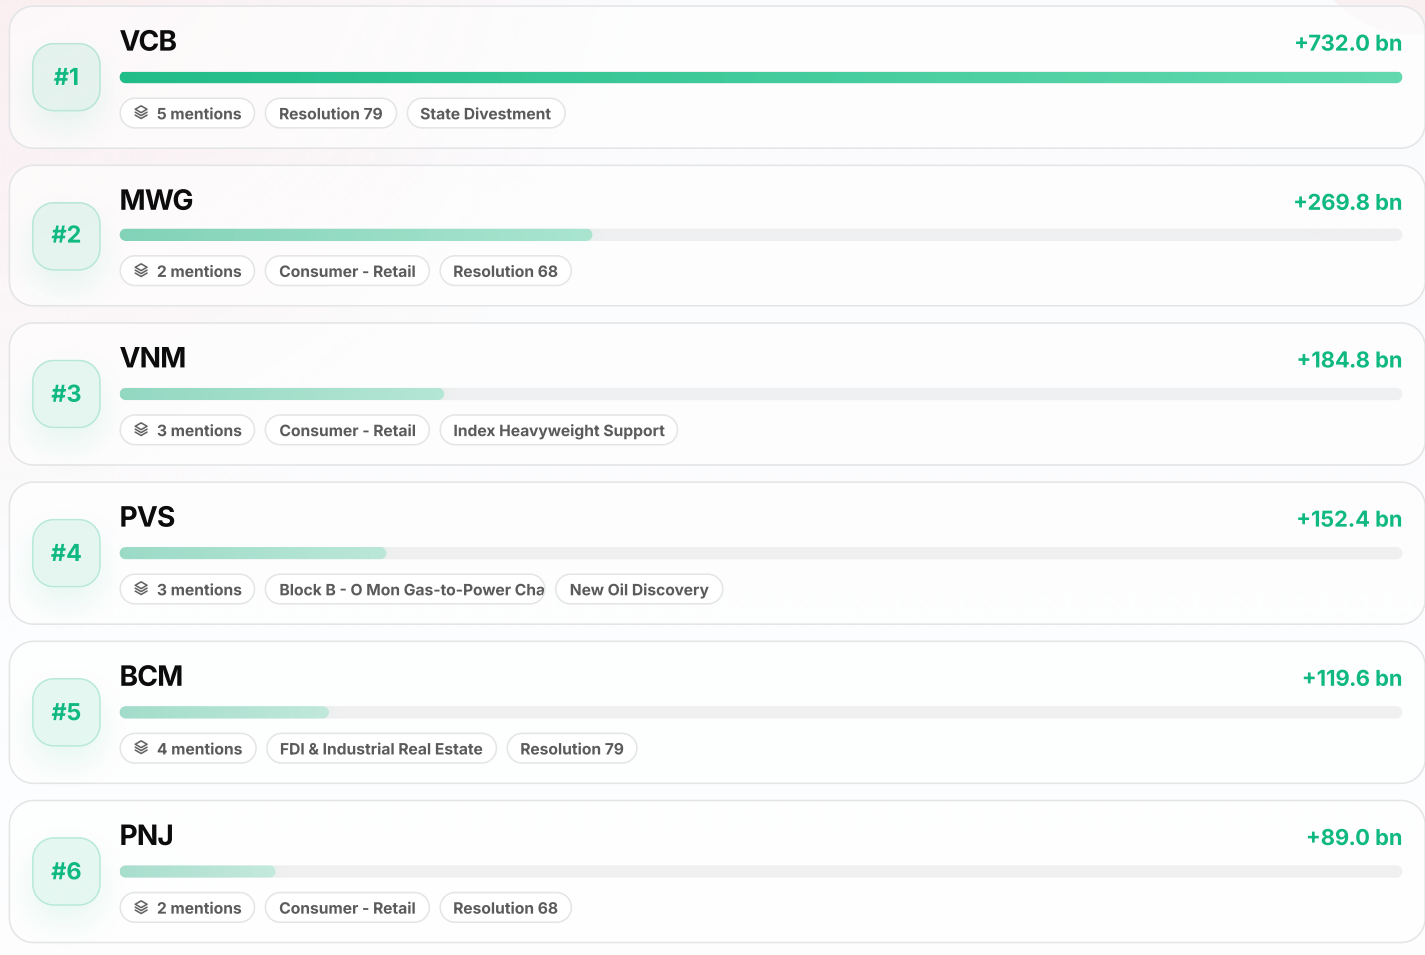 VCB
+732.0 bn
#1
5 mentions Resolution 79 State Divestment
MWG
+269.8 bn
#2
2 mentions Consumer - Retail Resolution 68
VNM
+184.8 bn
#3
3 mentions Consumer - Retail Index Heavyweight Support
PVS
+152.4 bn
#4
3 mentions Block B - O Mon Gas-to-Power Cha New Oil Discovery
BCM
+119.6 bn
#5
4 mentions FDI & Industrial Real Estate Resolution 79
PNJ
+89.0 bn
#6
2 mentions Consumer - Retail Resolution 68